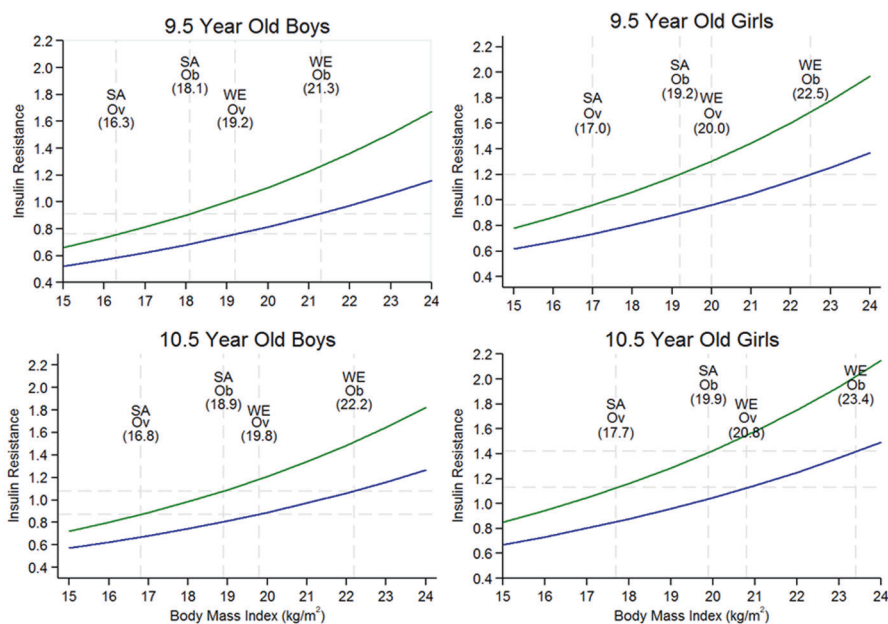 9.5 Year Old Boys
Insulin Resistance
2.2
2.0
1.8
1.6
1.4
1.2
1.0
0.8
0.6
0.4
SA
Ov
(16.3)
SA
Ob
(18.1)
WE
Ov
(19.2)
WE
Ob
(21.3)
15 16 17 18 19 20 21 22 23 24
9.5 Year Old Girls
Insulin Resistance
2.2
2.0
1.8
1.6
1.4
1.2
1.0
0.8
0.6
0.4
SA
Ov
(17.0)
SA
Ob
(19.2)
WE
Ov
(20.0)
WE
Ob
(22.5)
15 16 17 18 19 20 21 22 23 24
10.5 Year Old Boys
Insulin Resistance
2.2
2.0
1.8
1.6
1.4
1.2
1.0
0.8
0.6
0.4
SA
Ov
(16.8)
SA
Ob
(18.9)
WE
Ov
(19.8)
WE
Ob
(22.2)
15 16 17 18 19 20 21 22 23 24
Body Mass Index (kg/m²)
10.5 Year Old Girls
Insulin Resistance
2.2
2.0
1.8
1.6
1.4
1.2
1.0
0.8
0.6
0.4
SA
Ov
(17.7)
SA
Ob
(19.9)
WE
Ov
(20.8)
WE
Ob
(23.4)
15 16 17 18 19 20 21 22 23 24
Body Mass Index (kg/m²)